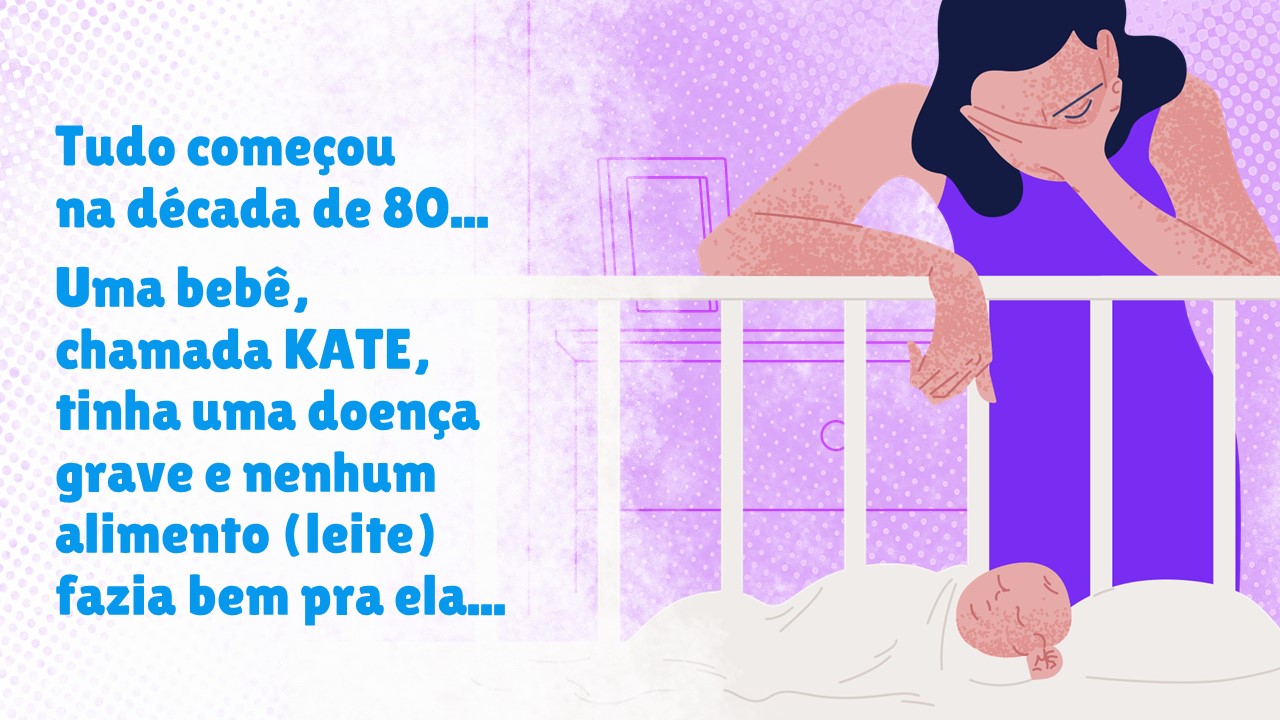 Tudo começou
na década de 80...
Uma bebê,
chamada KATE,
tinha uma doença
grave e nenhum
alimento (leite)
fazia bem pra ela...